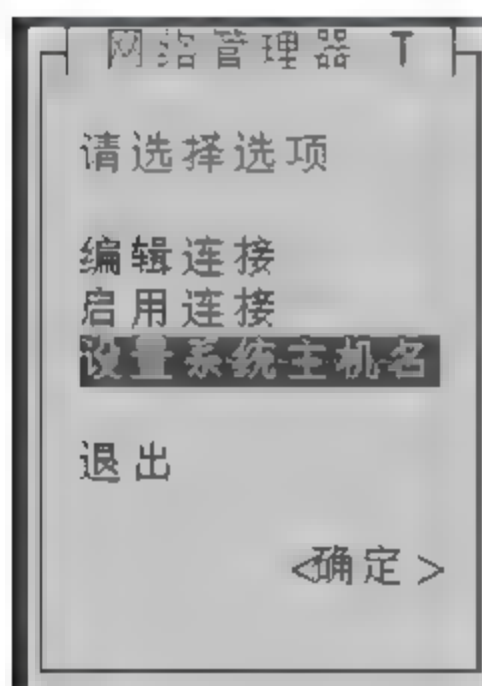 网络管理器 T
请选择选项
编辑连接
启用连接
设置系统主机名
退出
<确定>